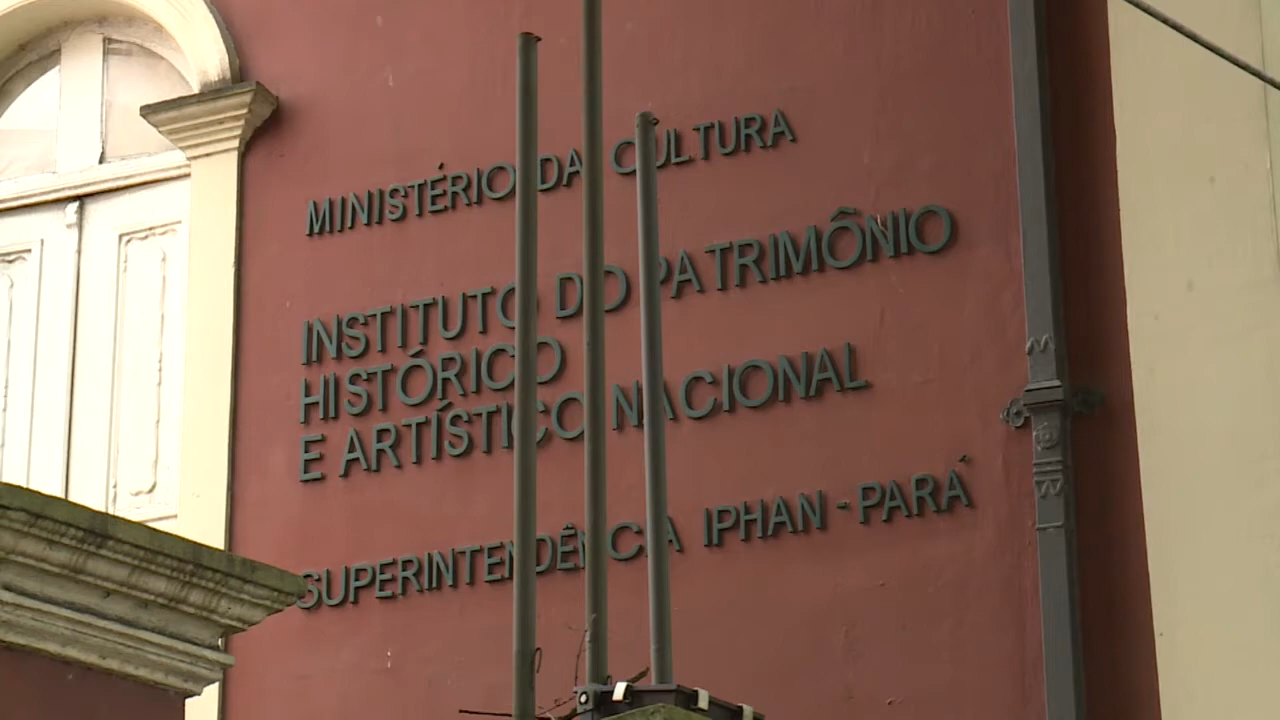 MINISTÉRIO DA CULTURA
INSTITUTO DO PATRIMÔNIO
HISTÓRICO
E ARTÍSTICO NACIONAL
SUPERINTENDÊNCIA IPHAN - PARÁ